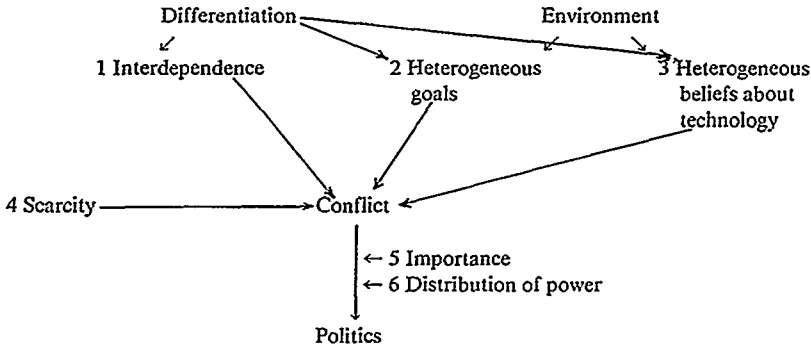 Differentiation
Environment
1 Interdependence
2 Heterogeneous
goals
3 Heterogeneous
beliefs about
technology
4 Scarcity
Conflict
5 Importance
6 Distribution of power
Politics